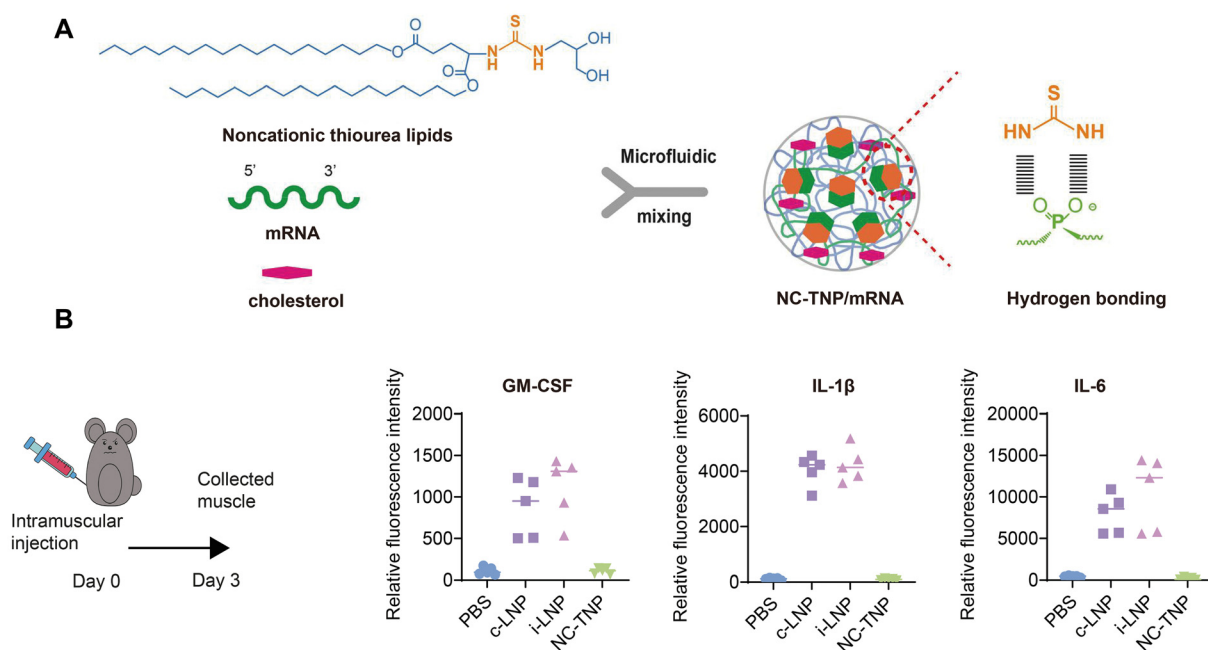 A
O
O
S
N
H
N
H
OH
OH
O
O
Noncationic thiourea lipids
5’ 3’
mRNA
cholesterol
Microfluidic
mixing
NC-TNP/mRNA
S
HN NH
O O ⊖
P
Hydrogen bonding
B
Intramuscular
injection
Collected
muscle
Day 0 Day 3
GM-CSF
Relative fluorescence intensity
2000
1500
1000
500
0
PBS
c-LNP
i-LNP
NC-TNP
IL-1β
Relative fluorescence intensity
6000
4000
2000
0
PBS
c-LNP
i-LNP
NC-TNP
IL-6
Relative fluorescence intensity
20000
15000
10000
5000
0
PBS
c-LNP
i-LNP
NC-TNP